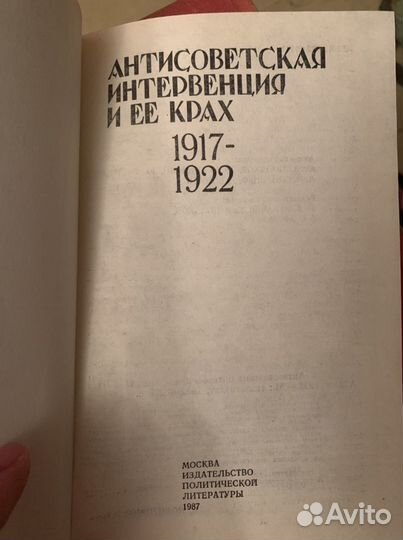 АНТИСОВЕТСКАЯ
ИНТЕРВЕНЦИЯ
И ЕЕ КРАХ
1917-
1922
МОСКВА
ИЗДАТЕЛЬСТВО
ПОЛИТИЧЕСКОЙ
ЛИТЕРАТУРЫ
1987
Avito